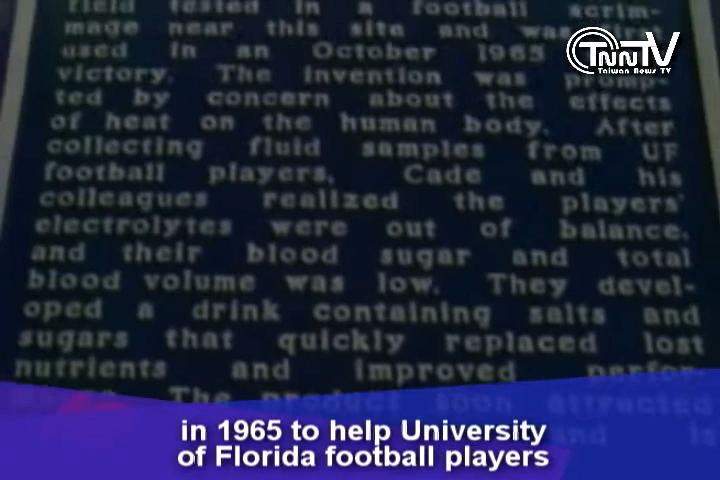 field tested in a football scrim-
mage near this site and was first
used in an October 1965
victory. The invention was promp-
ted by concern about the effects
of heat on the human body. After
collecting fluid samples from UF
football players, Cade and his
colleagues realized the players'
electrolytes were out of balance,
and their blood sugar and total
blood volume was low. They devel-
oped a drink containing salts and
sugars that quickly replaced lost
nutrients and improved perfor-
The product soon attracted
and is
TNNTV
Taiwan News TV
in 1965 to help University
of Florida football players